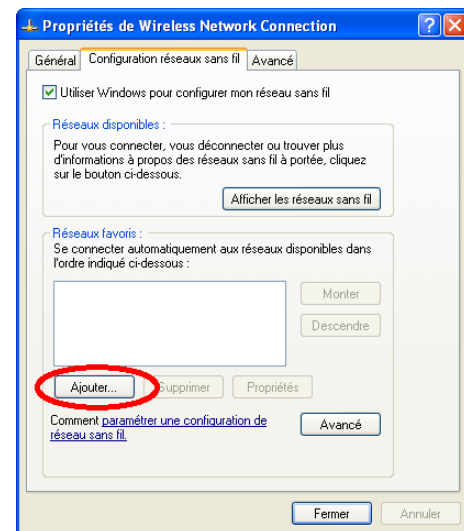 Propriétés de Wireless Network Connection
Général Configuration réseaux sans fil Avancé
Utiliser Windows pour configurer mon réseau sans fil
Réseaux disponibles :
Pour vous connecter, vous déconnecter ou trouver plus
d'informations à propos des réseaux sans fil à portée, cliquez
sur le bouton ci-dessous.
Afficher les réseaux sans fil
Réseaux favoris :
Se connecter automatiquement aux réseaux disponibles dans
l'ordre indiqué ci-dessous :
Monter
Descendre
Ajouter... Supprimer Propriétés
Comment paramétrer une configuration de
réseau sans fil.
Avancé
Fermer Annuler